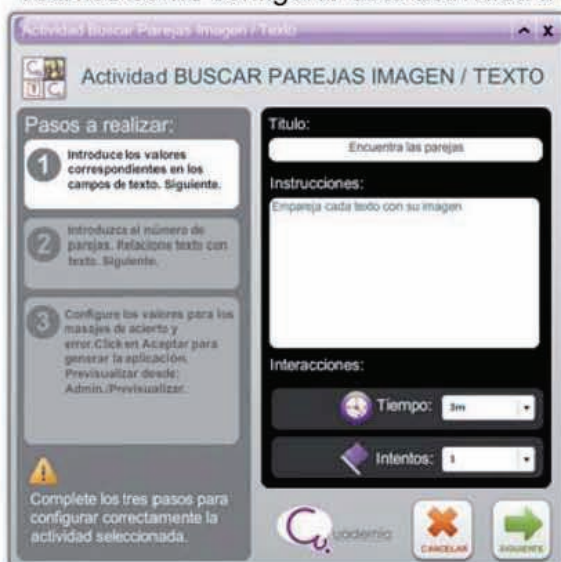 Actividad Buscar Parejas Imagen / Texto
Actividad BUSCAR PAREJAS IMAGEN / TEXTO
Pasos a realizar:
1
Introduce los valores
correspondientes en los
campos de texto. Siguiente.
2
Introduzca el número de
parejas. Relacione texto con
texto. Siguiente.
3
Configure los valores para los
masajes de acierto y
error.Click en Aceptar para
generar la aplicación.
Previsualizar desde:
Admin./Previsualizar.
Complete los tres pasos para
configurar correctamente la
actividad seleccionada.
Título:
Encuentra las parejas
Instrucciones:
Empareja cada texto con su imagen
Interacciones:
Tiempo: 3m
Intentos: 1
Cuadernia
CANCELAR
SIGUIENTE